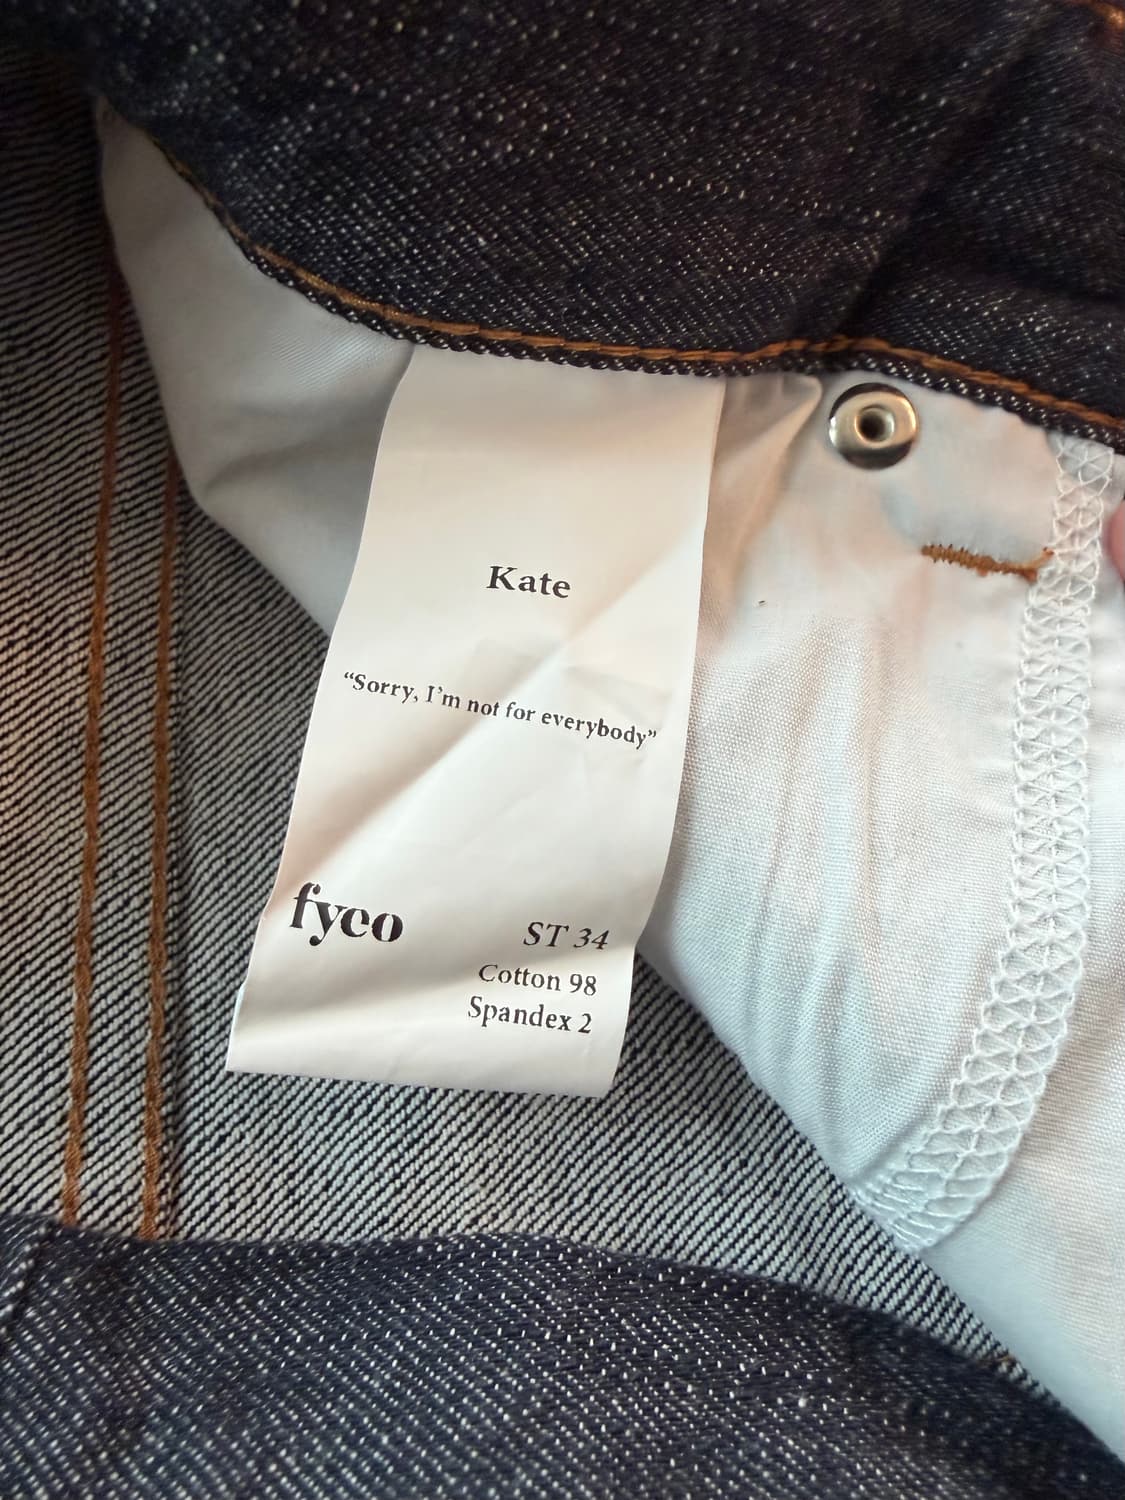 Kate
“Sorry, I’m not for everybody”
fyco
ST 34
Cotton 98
Spandex 2